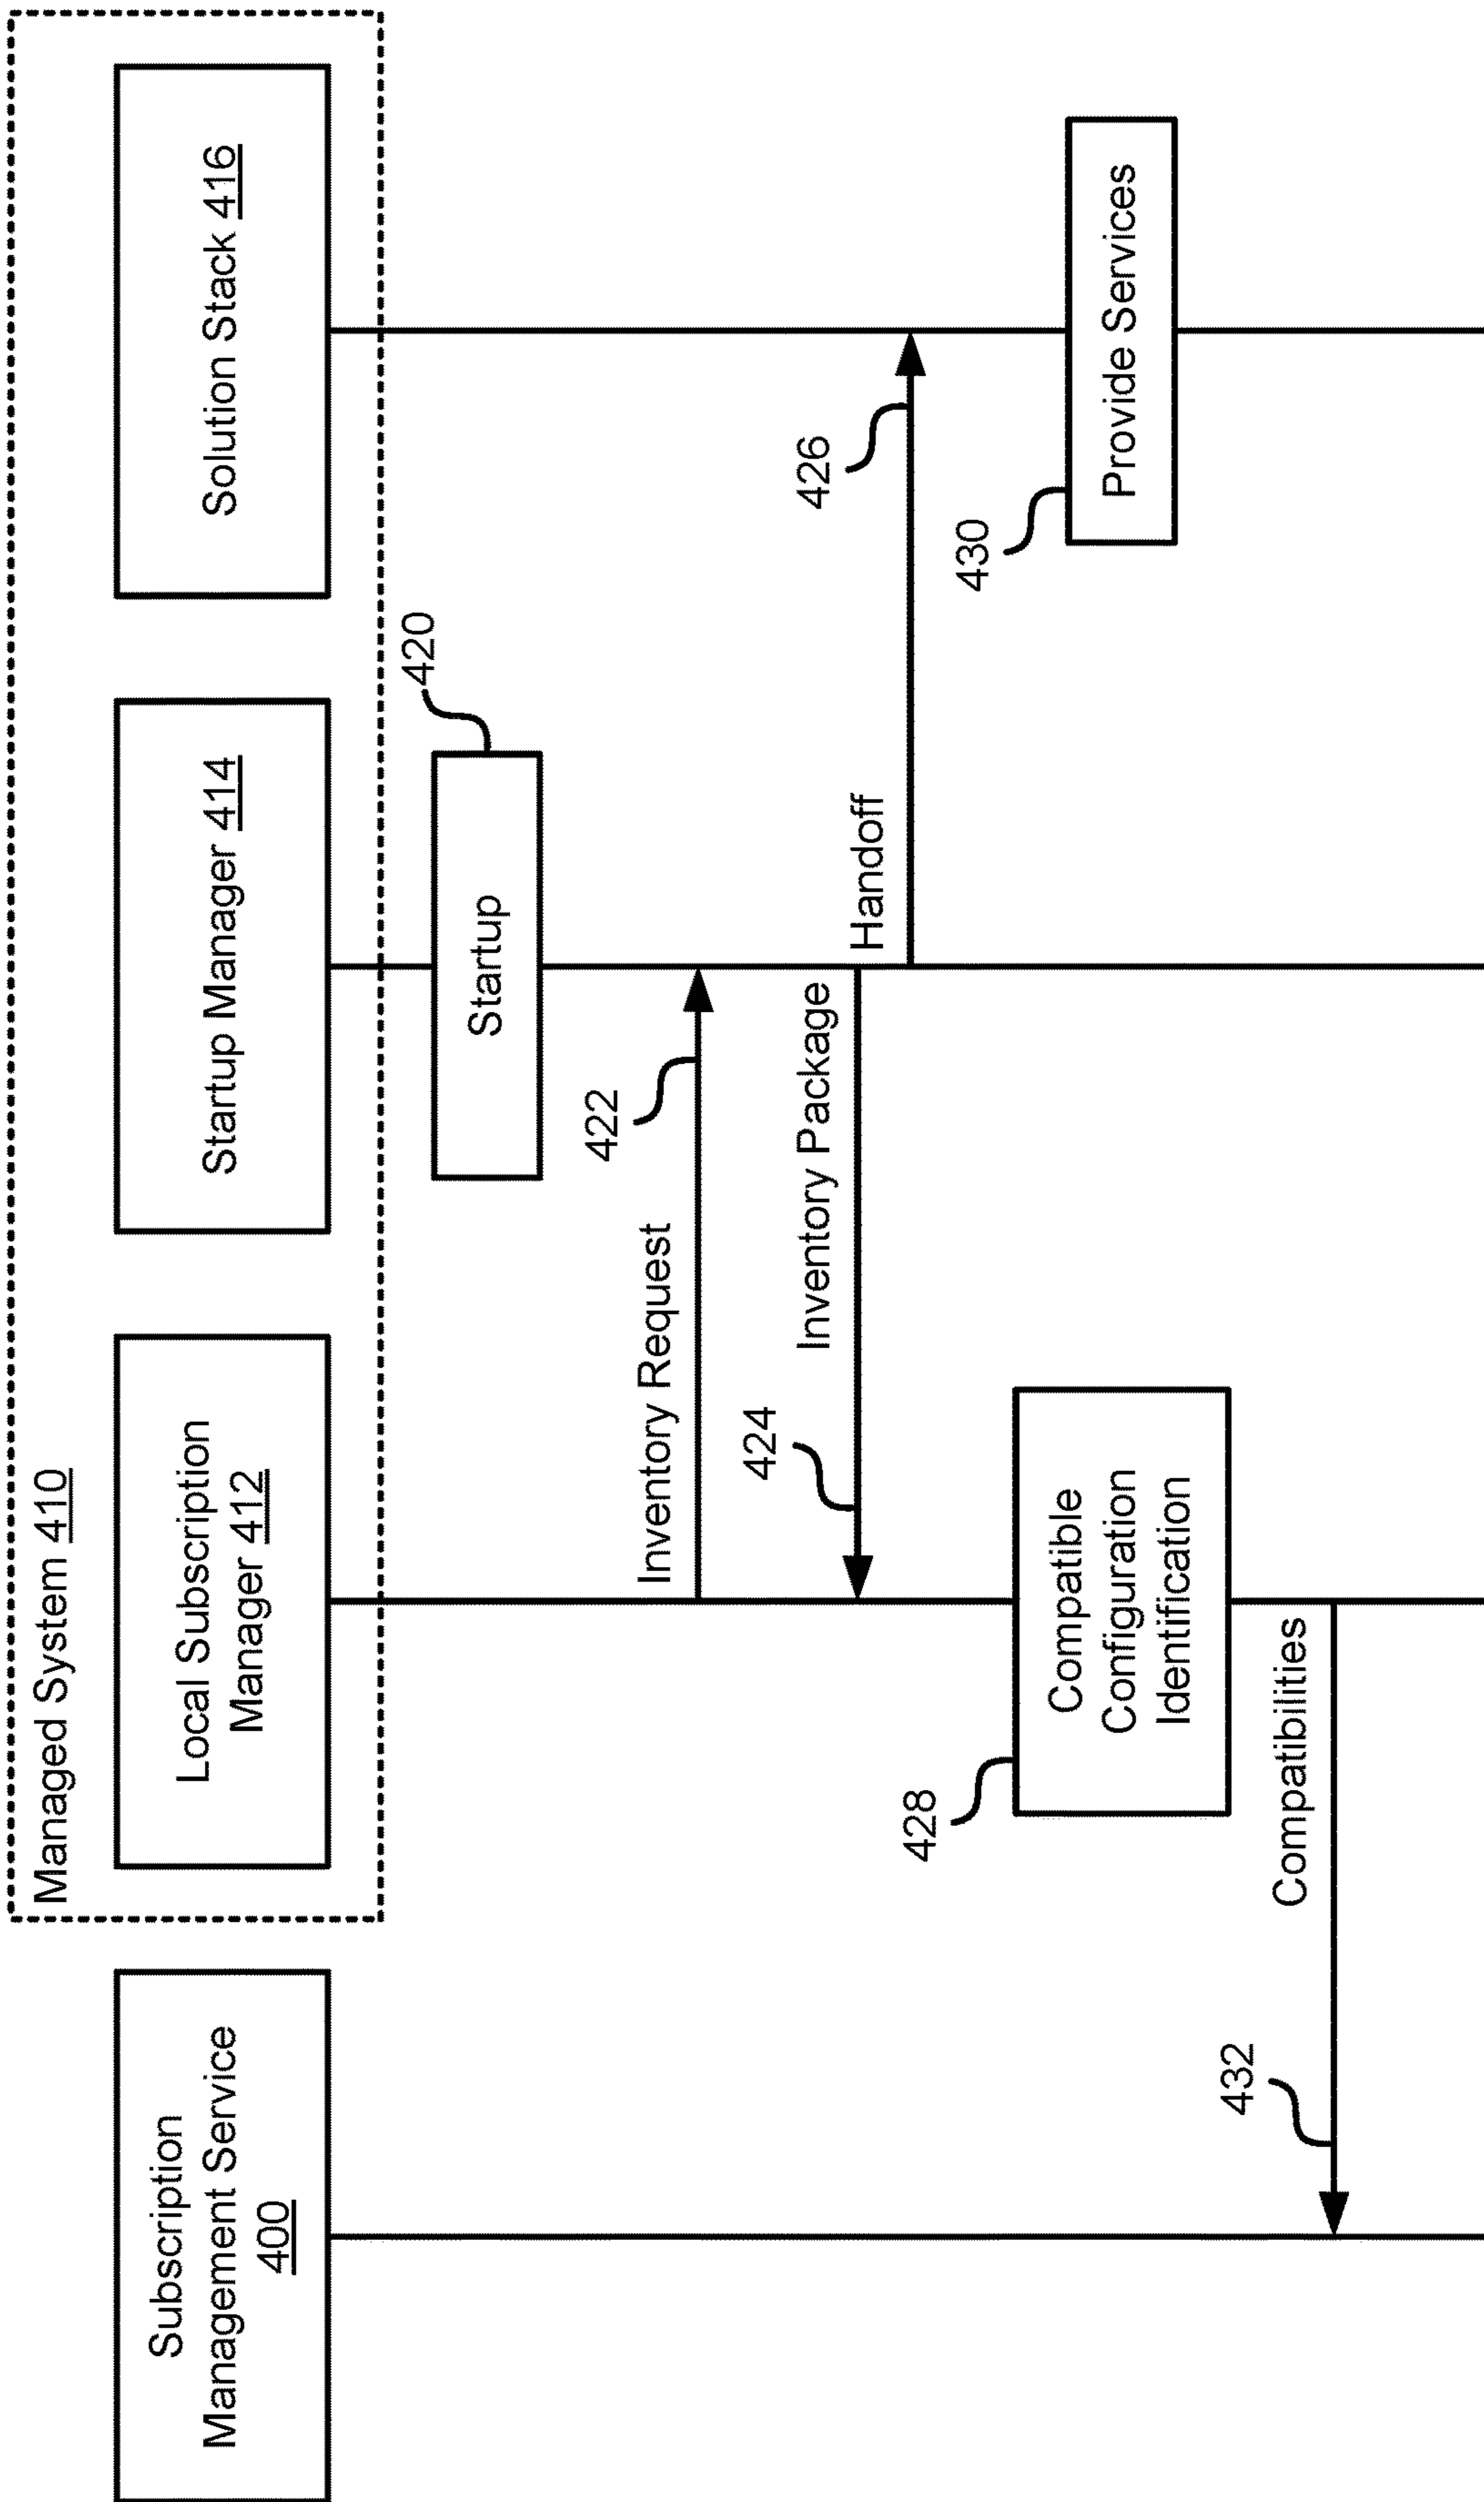 Managed System 410
Subscription
Management Service
400
Local Subscription
Manager 412
Startup Manager 414
Solution Stack 416
420
Startup
422
Inventory Request
424
Inventory Package
Handoff
426
428
Compatible
Configuration
Identification
430
Provide Services
432
Compatibilities